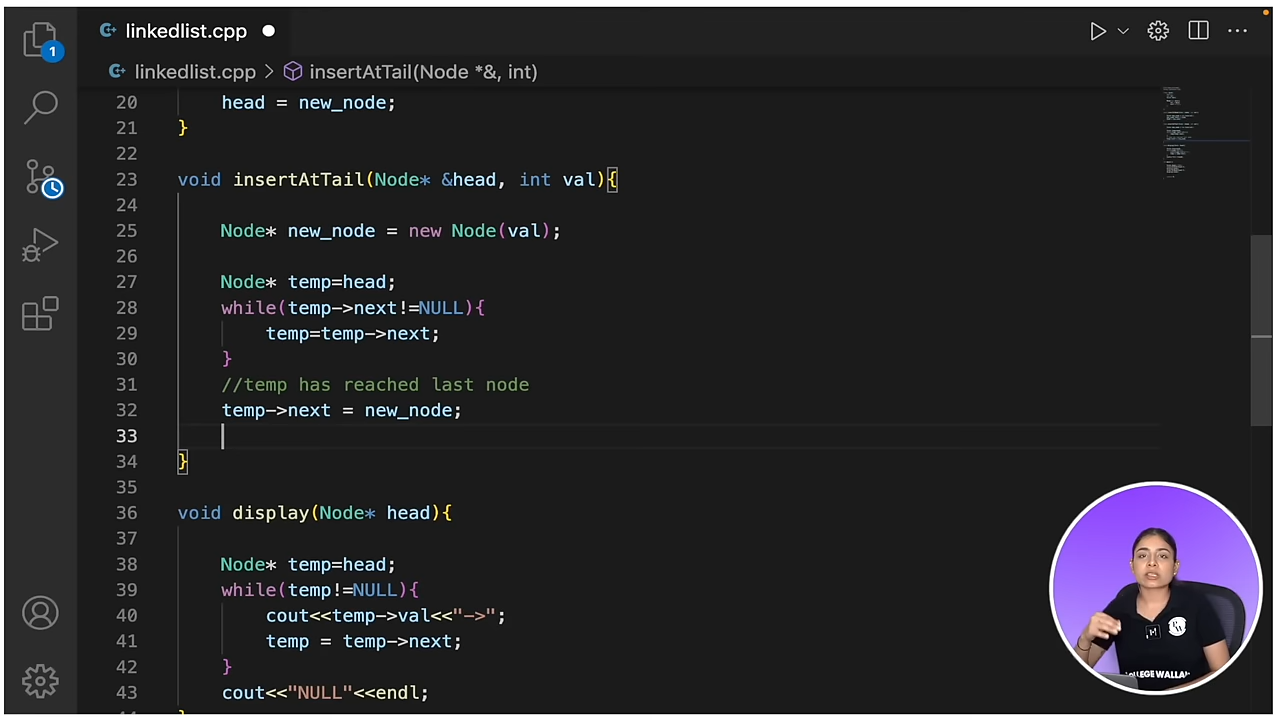 linkedlist.cpp
linkedlist.cpp > insertAtTail(Node *&, int)
1
20 head = new_node;
21 }
22
23 void insertAtTail(Node* &head, int val){
24
25 Node* new_node = new Node(val);
26
27 Node* temp=head;
28 while(temp->next!=NULL){
29 temp=temp->next;
30 }
31 //temp has reached last node
32 temp->next = new_node;
33
34 }
35
36 void display(Node* head){
37
38 Node* temp=head;
39 while(temp!=NULL){
40 cout<<temp->val<<"->";
41 temp = temp->next;
42 }
43 cout<<"NULL"<<endl;